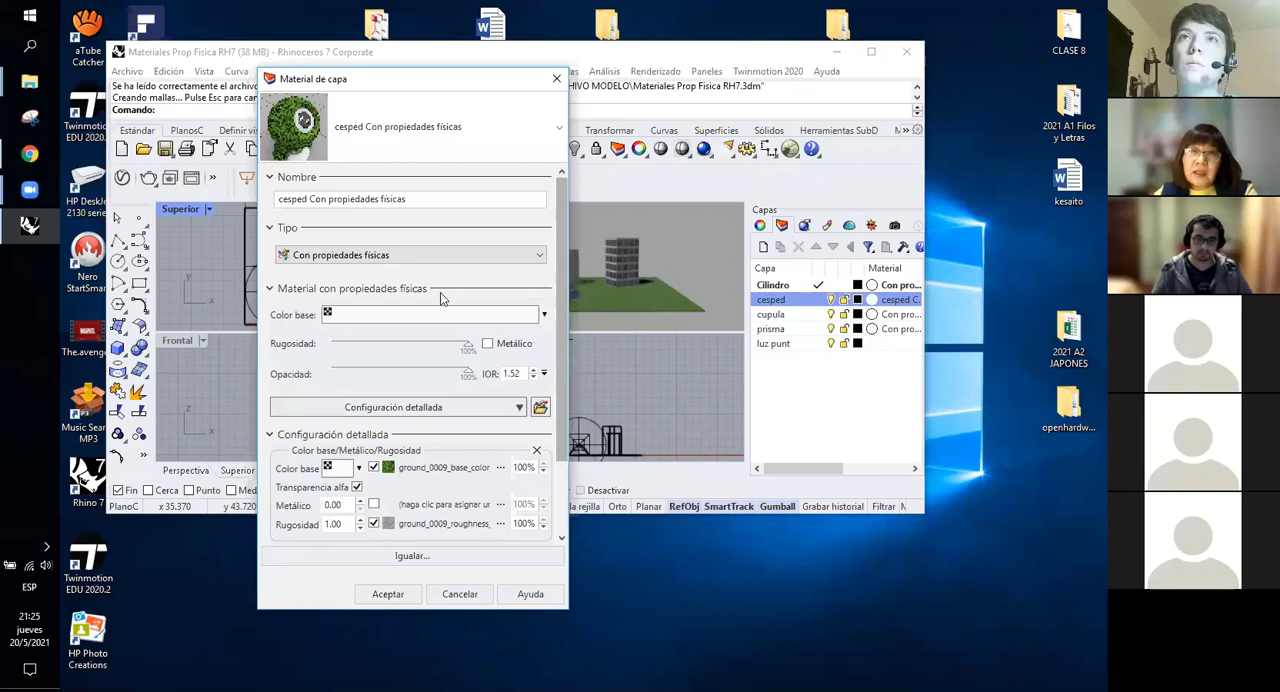 aTube
Catcher
Twinmotion
EDU 2020...
HP DeskJet
2130 series
Nero
StartSmart
The.avenge...
Music Sear...
MP3
Rhino 7
Twinmotion
EDU 2020.2
HP Photo
Creations
ESP
21:25
jueves
20/5/2021
Materiales Prop Fisica RH7 (38 MB) - Rhinoceros 7 Corporate
Archivo Edición Vista Curva
Análisis Renderizado Paneles Twinmotion 2020 Ayuda
Se ha leído correctamente el archivo
HIVO MODELO\Materiales Prop Fisica RH7.3dm"
Creando mallas... Pulse Esc para can
Comando:
Estándar PlanosC Definir vis
Transformar Curvas Superficies Sólidos Herramientas SubD
Superior
Frontal
Perspectiva Superior
Fin Cerca Punto Med
Desactivar
PlanoC x 35.370 y 43.720
la rejilla Orto Planar RefObj SmartTrack Gumball Grabar historial Filtrar
Material de capa
cesped Con propiedades físicas
Nombre
cesped Con propiedades físicas
Tipo
Con propiedades físicas
Material con propiedades físicas
Color base:
Rugosidad: 100% Metálico
Opacidad: 100% IOR: 1.52
Configuración detallada
Configuración detallada
Color base/Metálico/Rugosidad
Color base ground_0009_base_color 100%
Transparencia alfa
Metálico 0.00 (haga clic para asignar ur 100%
Rugosidad 1.00 ground_0009_roughness_ 100%
Igualar...
Aceptar Cancelar Ayuda
Capas
Capa Material
Cilindro Con pro...
cesped cesped C...
cupula Con pro...
prisma Con pro...
luz punt
CLASE 8
2021 A1 Filos
y Letras
kesaito
2021 A2
JAPONES
openhardw...